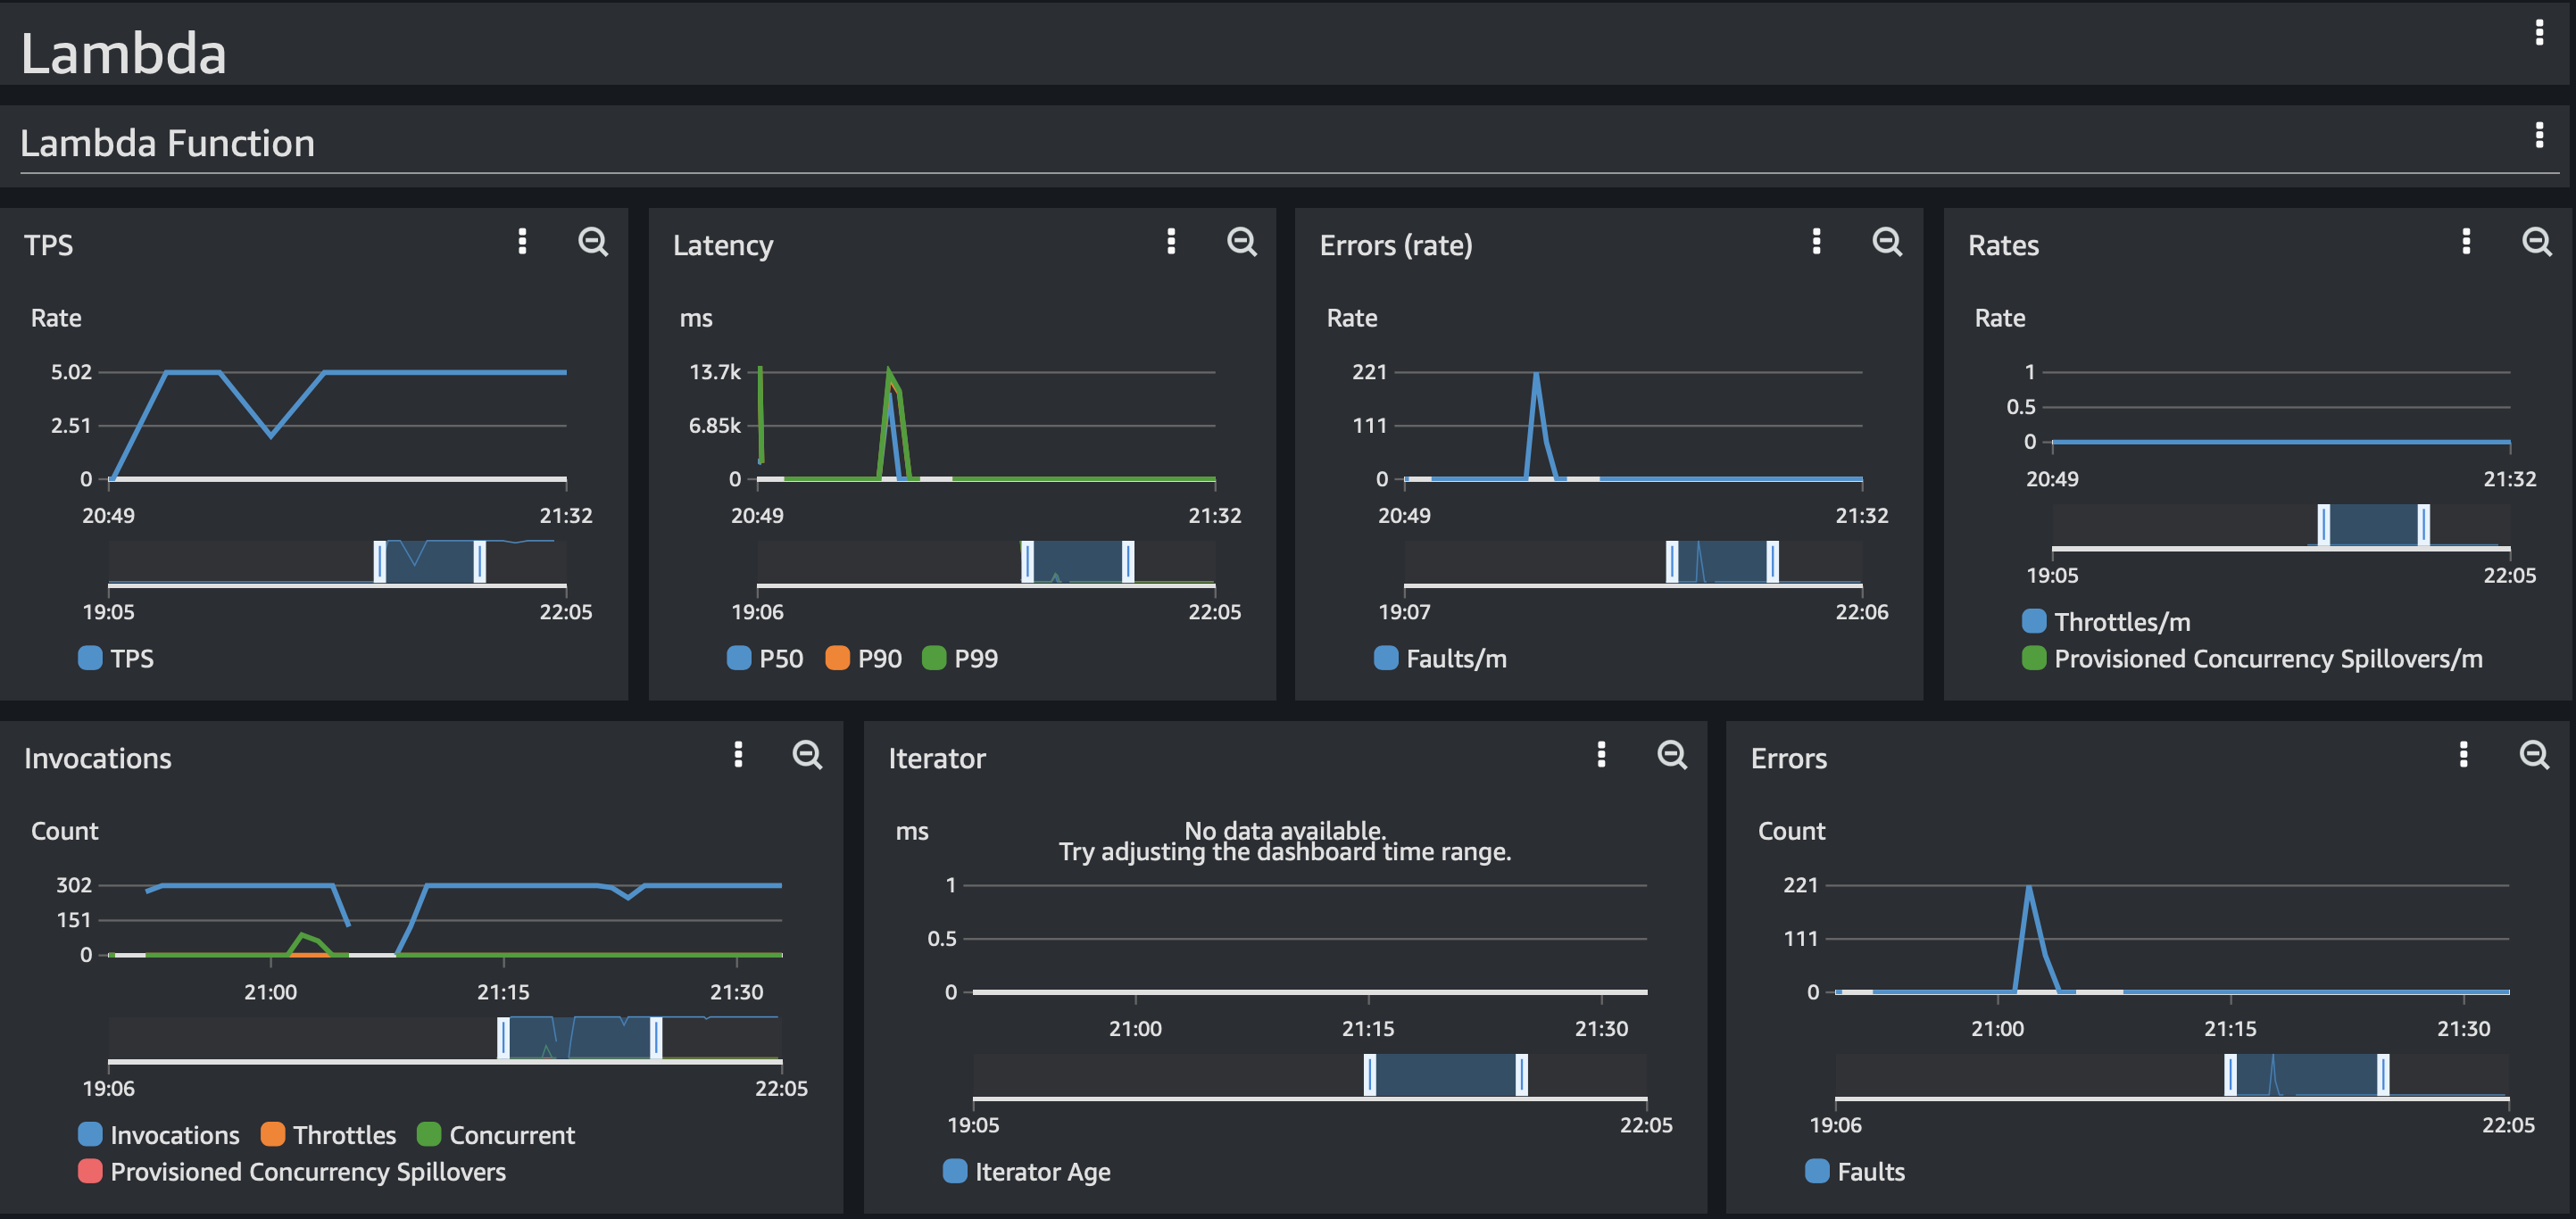 Lambda
Lambda Function
TPS
Rate
5.02
2.51
0
20:49 21:32
19:05 22:05
TPS
Latency
ms
13.7k
6.85k
0
20:49 21:32
19:06 22:05
P50 P90 P99
Errors (rate)
Rate
221
111
0
20:49 21:32
19:07 22:06
Faults/m
Rates
Rate
1
0.5
0
20:49 21:32
19:05 22:05
Throttles/m
Provisioned Concurrency Spillovers/m
Invocations
Count
302
151
0
21:00 21:15 21:30
19:06 22:05
Invocations Throttles Concurrent
Provisioned Concurrency Spillovers
Iterator
ms
No data available.
Try adjusting the dashboard time range.
1
0.5
0
21:00 21:15 21:30
19:05 22:05
Iterator Age
Errors
Count
221
111
0
21:00 21:15 21:30
19:06 22:05
Faults